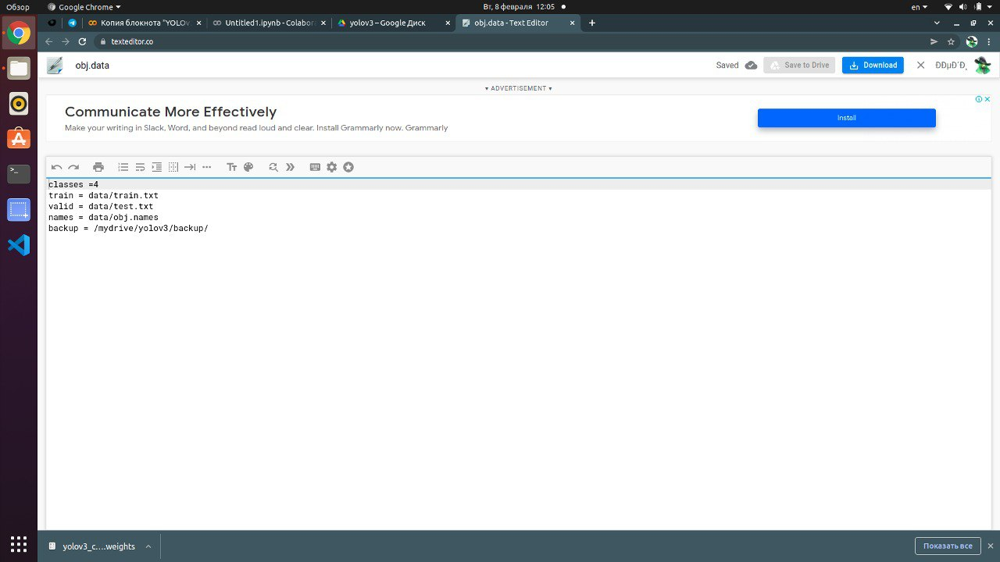 Обзор
Google Chrome
Вт, 8 февраля 12:05
en
Копия блокнота "YOLOv
Untitled1.ipynb - Colabora
yolov3 – Google Диск
obj.data - Text Editor
texteditor.co
obj.data
Saved
Save to Drive
Download
ÐÐµÐ´Ð¸
▾ ADVERTISEMENT ▾
Communicate More Effectively
Make your writing in Slack, Word, and beyond read loud and clear. Install Grammarly now. Grammarly
Install
classes =4
train = data/train.txt
valid = data/test.txt
names = data/obj.names
backup = /mydrive/yolov3/backup/
yolov3_c....weights
Показать все